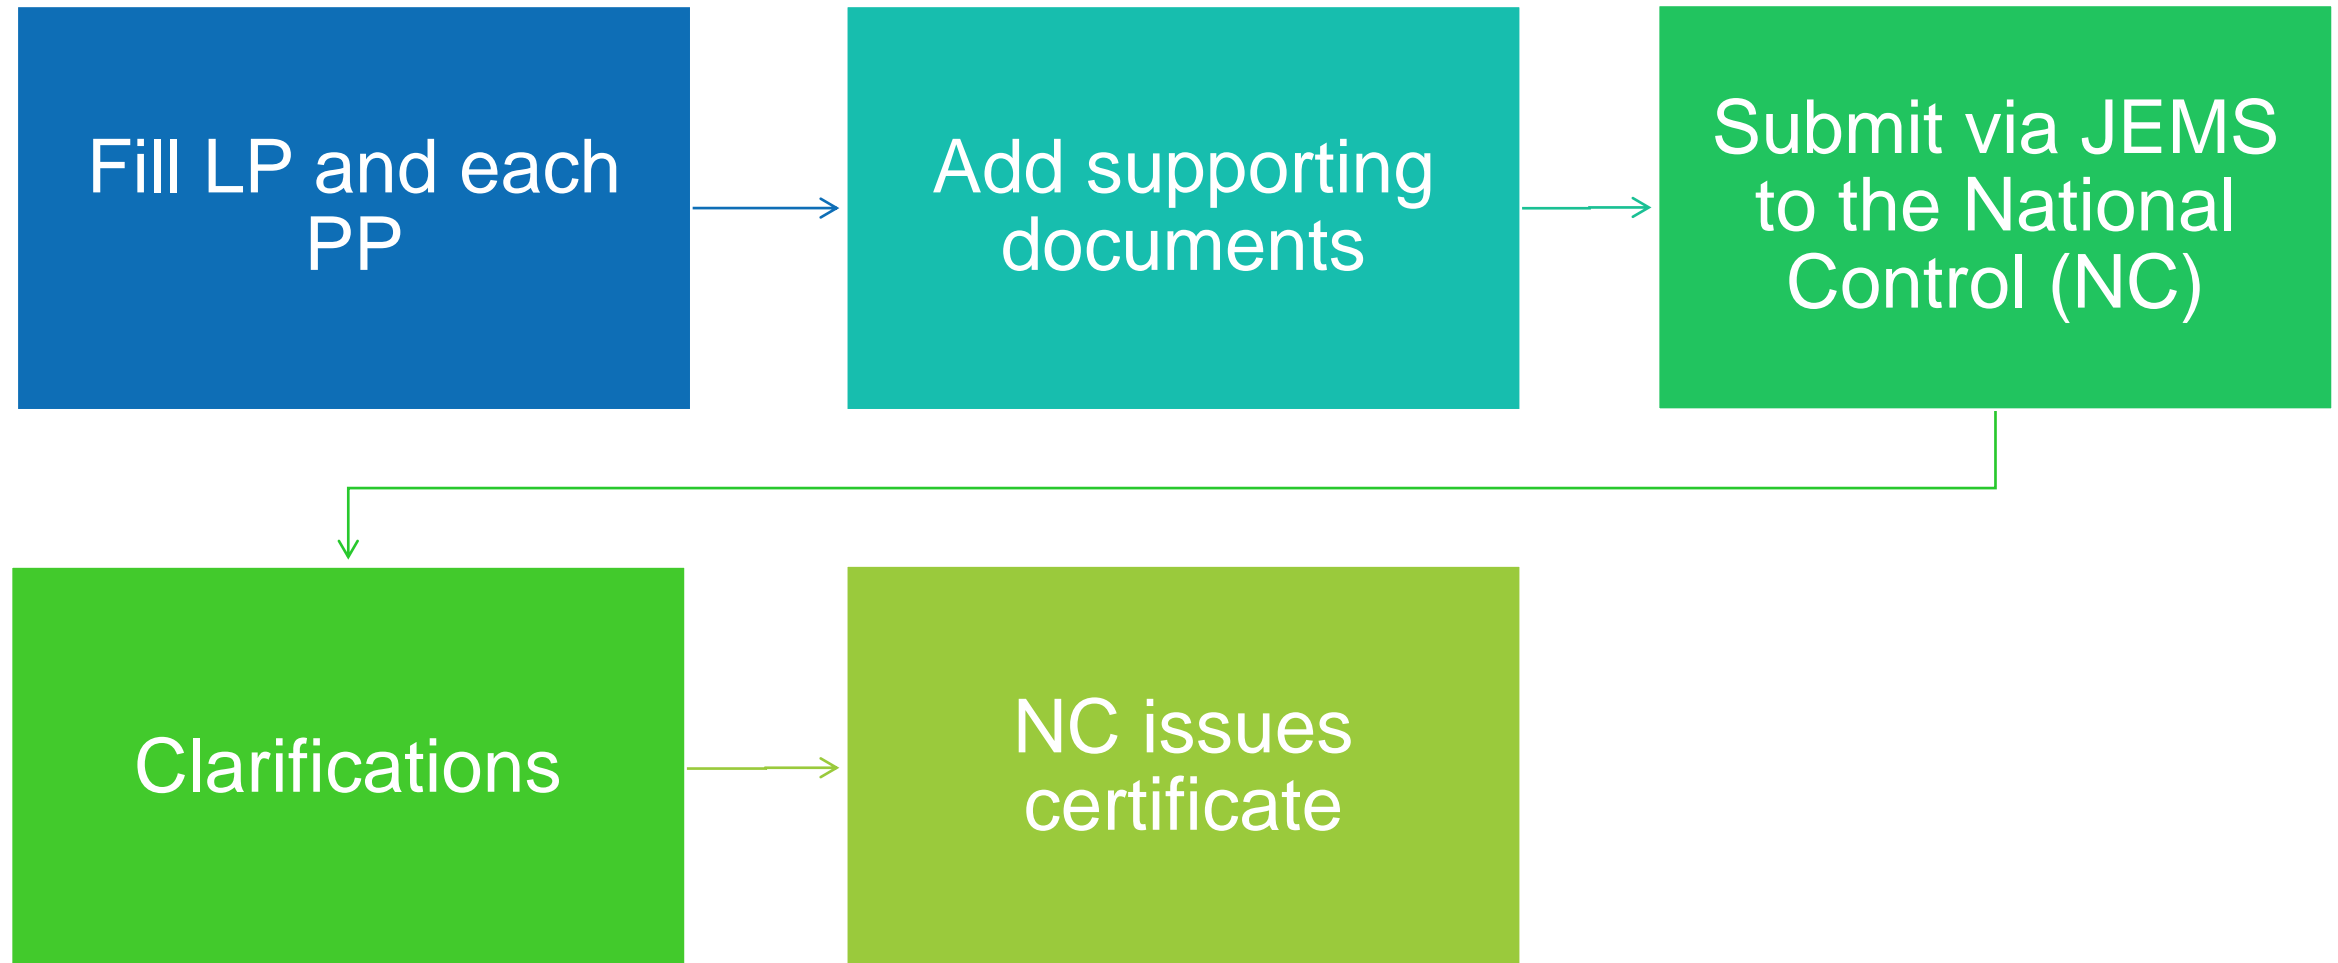 Fill LP and each
PP
Add supporting
documents
Submit via JEMS
to the National
Control (NC)
Clarifications
NC issues
certificate